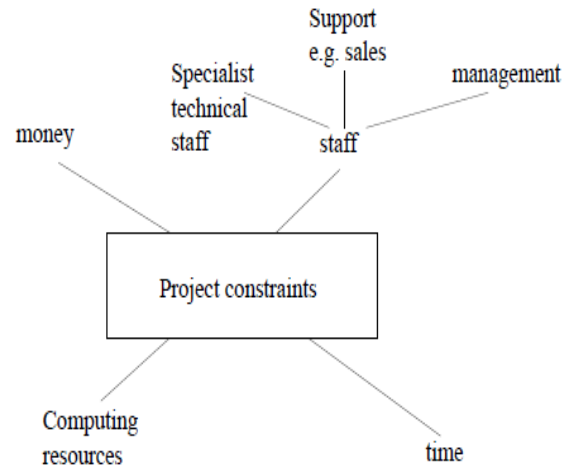 Support
e.g. sales
Specialist
technical
staff
management
money
staff
Project constraints
Computing
resources
time